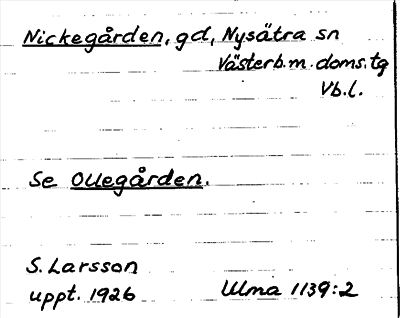 Nickegården, gd, Nysätra sn
Västerb.m.doms.tg
Vb.l.
Se Ollegården.
S. Larsson
uppt. 1926 Ulma 1139:2